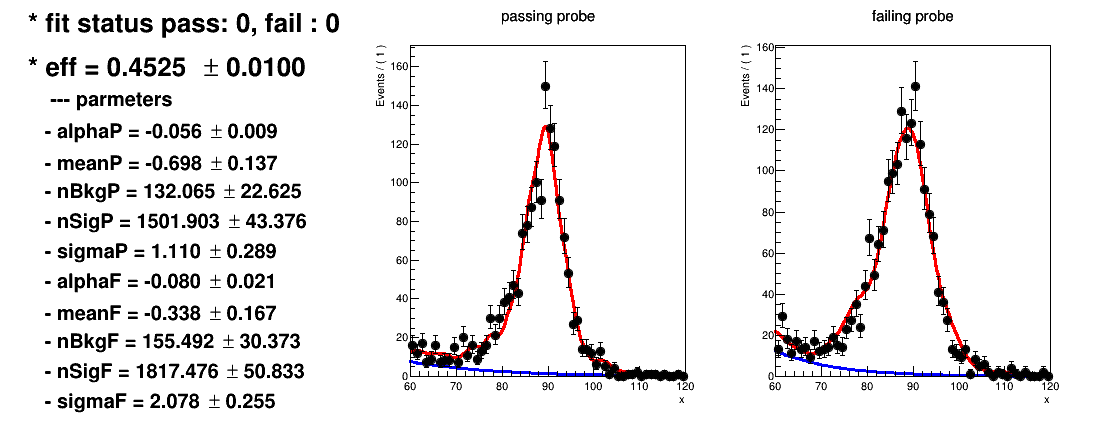 * fit status pass: 0, fail : 0
* eff = 0.4525 ± 0.0100
--- parmeters
- alphaP = -0.056 ± 0.009
- meanP = -0.698 ± 0.137
- nBkgP = 132.065 ± 22.625
- nSigP = 1501.903 ± 43.376
- sigmaP = 1.110 ± 0.289
- alphaF = -0.080 ± 0.021
- meanF = -0.338 ± 0.167
- nBkgF = 155.492 ± 30.373
- nSigF = 1817.476 ± 50.833
- sigmaF = 2.078 ± 0.255
passing probe
Events / ( 1 )
160
140
120
100
80
60
40
20
0
60 70 80 90 100 110 120
x
failing probe
Events / ( 1 )
160
140
120
100
80
60
40
20
0
60 70 80 90 100 110 120
x